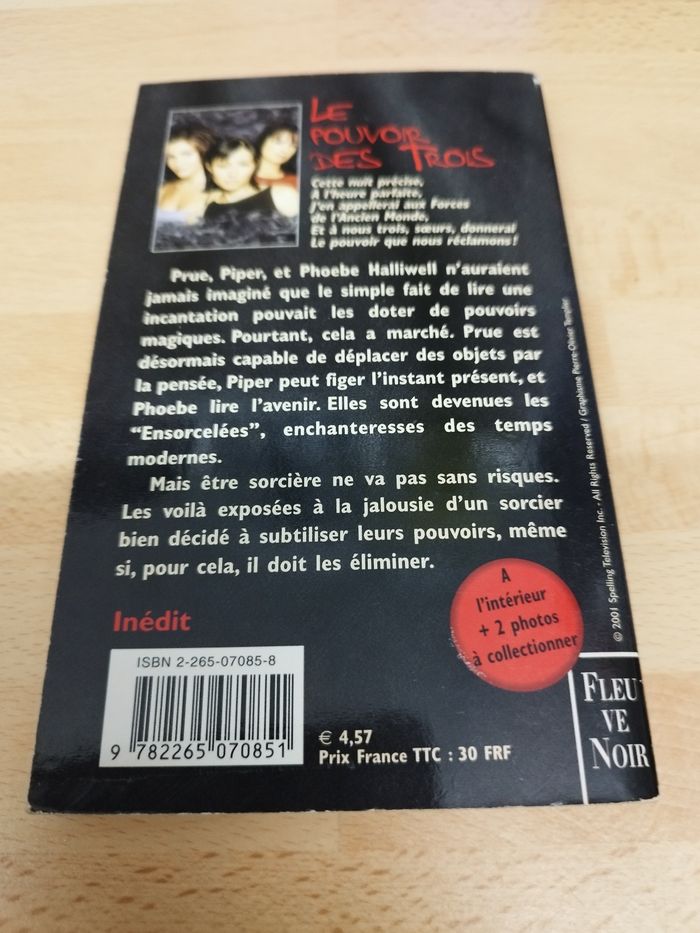 LE
POUVOIR
DES TROIS
Cette nuit précise,
A l'heure parfaite,
J'en appellerai aux Forces
de l'Ancien Monde,
Et à nous trois, sœurs, donnerai
Le pouvoir que nous réclamons !
Prue, Piper, et Phoebe Halliwell n'auraient
jamais imaginé que le simple fait de lire une
incantation pouvait les doter de pouvoirs
magiques. Pourtant, cela a marché. Prue est
désormais capable de déplacer des objets par
la pensée, Piper peut figer l'instant présent, et
Phoebe lire l'avenir. Elles sont devenues les
“Ensorcelées”, enchanteresses des temps
modernes.
Mais être sorcière ne va pas sans risques.
Les voilà exposées à la jalousie d'un sorcier
bien décidé à subtiliser leurs pouvoirs, même
si, pour cela, il doit les éliminer.
A
l'intérieur
+ 2 photos
à collectionner
Inédit
ISBN 2-265-07085-8
9 782265 070851
€ 4,57
Prix France TTC : 30 FRF
FLEU
VE
NOIR
© 2001 Spelling Television Inc. - All Rights Reserved / Graphisme Pierre-Olivier Templier